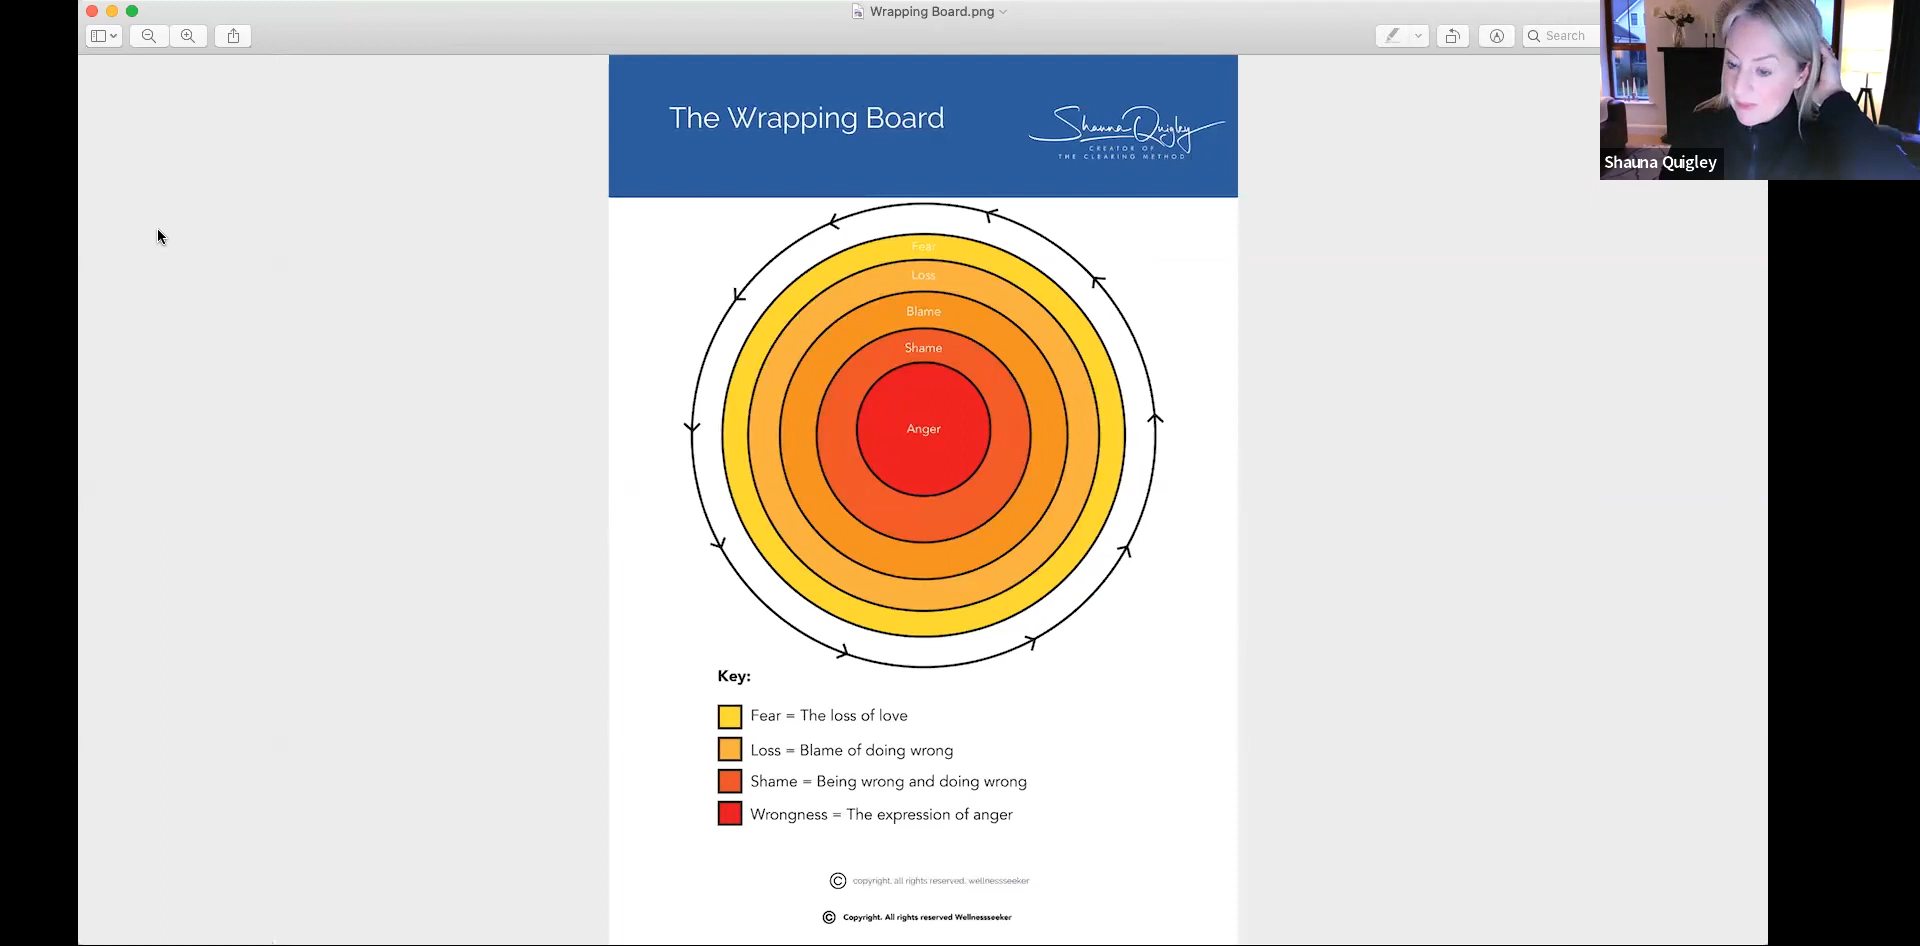 Wrapping Board.png
Search
Shauna Quigley
The Wrapping Board
Shauna Quigley
CREATOR OF
THE CLEARING METHOD
Fear
Loss
Blame
Shame
Anger
Key:
Fear = The loss of love
Loss = Blame of doing wrong
Shame = Being wrong and doing wrong
Wrongness = The expression of anger
© copyright. all rights reserved. wellnessseeker
© Copyright. All rights reserved Wellnessseeker